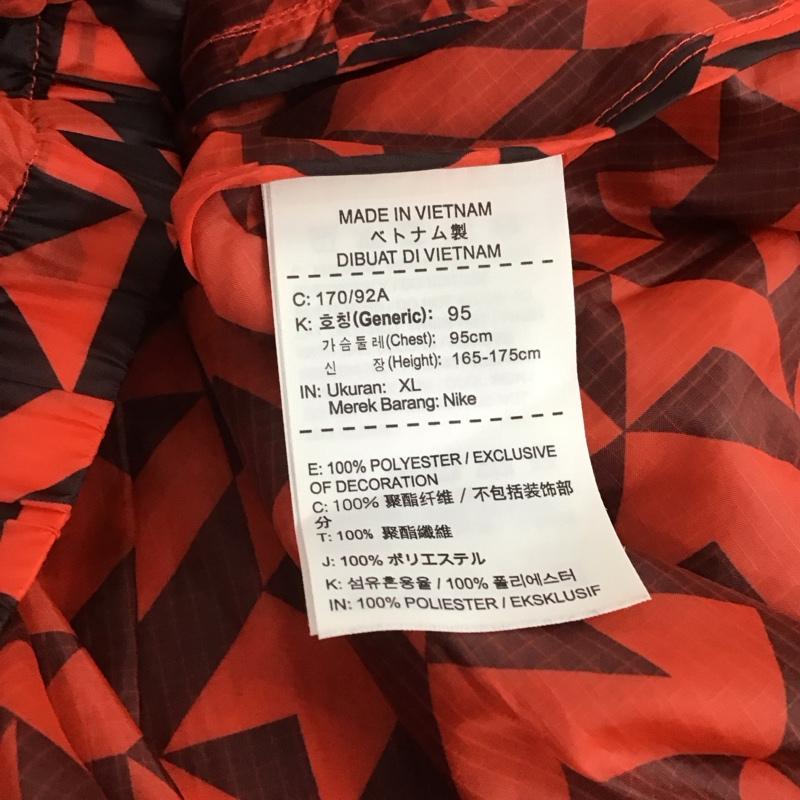 MADE IN VIETNAM
ベトナム製
DIBUAT DI VIETNAM
C: 170/92A
K: 호칭(Generic): 95
가슴둘레(Chest): 95cm
신 장(Height): 165-175cm
IN: Ukuran: XL
Merek Barang: Nike
E: 100% POLYESTER / EXCLUSIVE
OF DECORATION
C: 100% 聚酯纤维 / 不包括装饰部
分
T: 100% 聚酯纖維
J: 100% ポリエステル
K: 섬유혼용율 / 100% 폴리에스터
IN: 100% POLIESTER / EKSKLUSIF